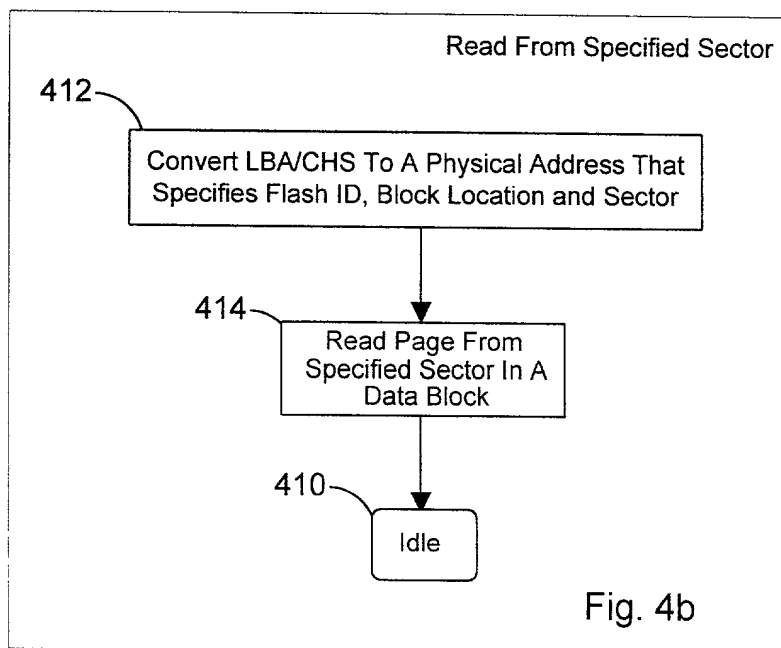 Read From Specified Sector
412
Convert LBA/CHS To A Physical Address That
Specifies Flash ID, Block Location and Sector
414
Read Page From
Specified Sector In A
Data Block
410
Idle
Fig. 4b